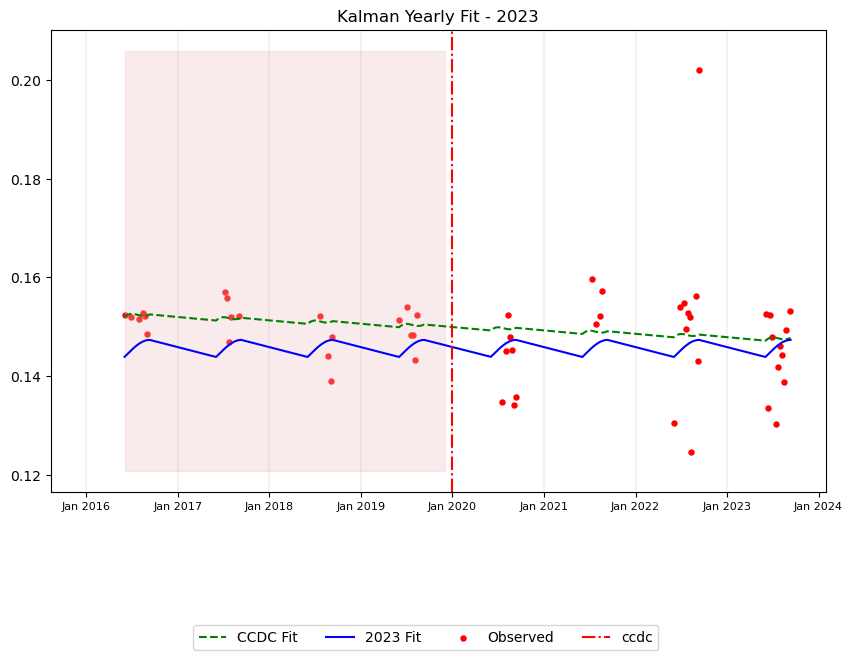 Kalman Yearly Fit - 2023
0.20
0.18
0.16
0.14
0.12
Jan 2016 Jan 2017 Jan 2018 Jan 2019 Jan 2020 Jan 2021 Jan 2022 Jan 2023 Jan 2024
CCDC Fit 2023 Fit Observed ccdc